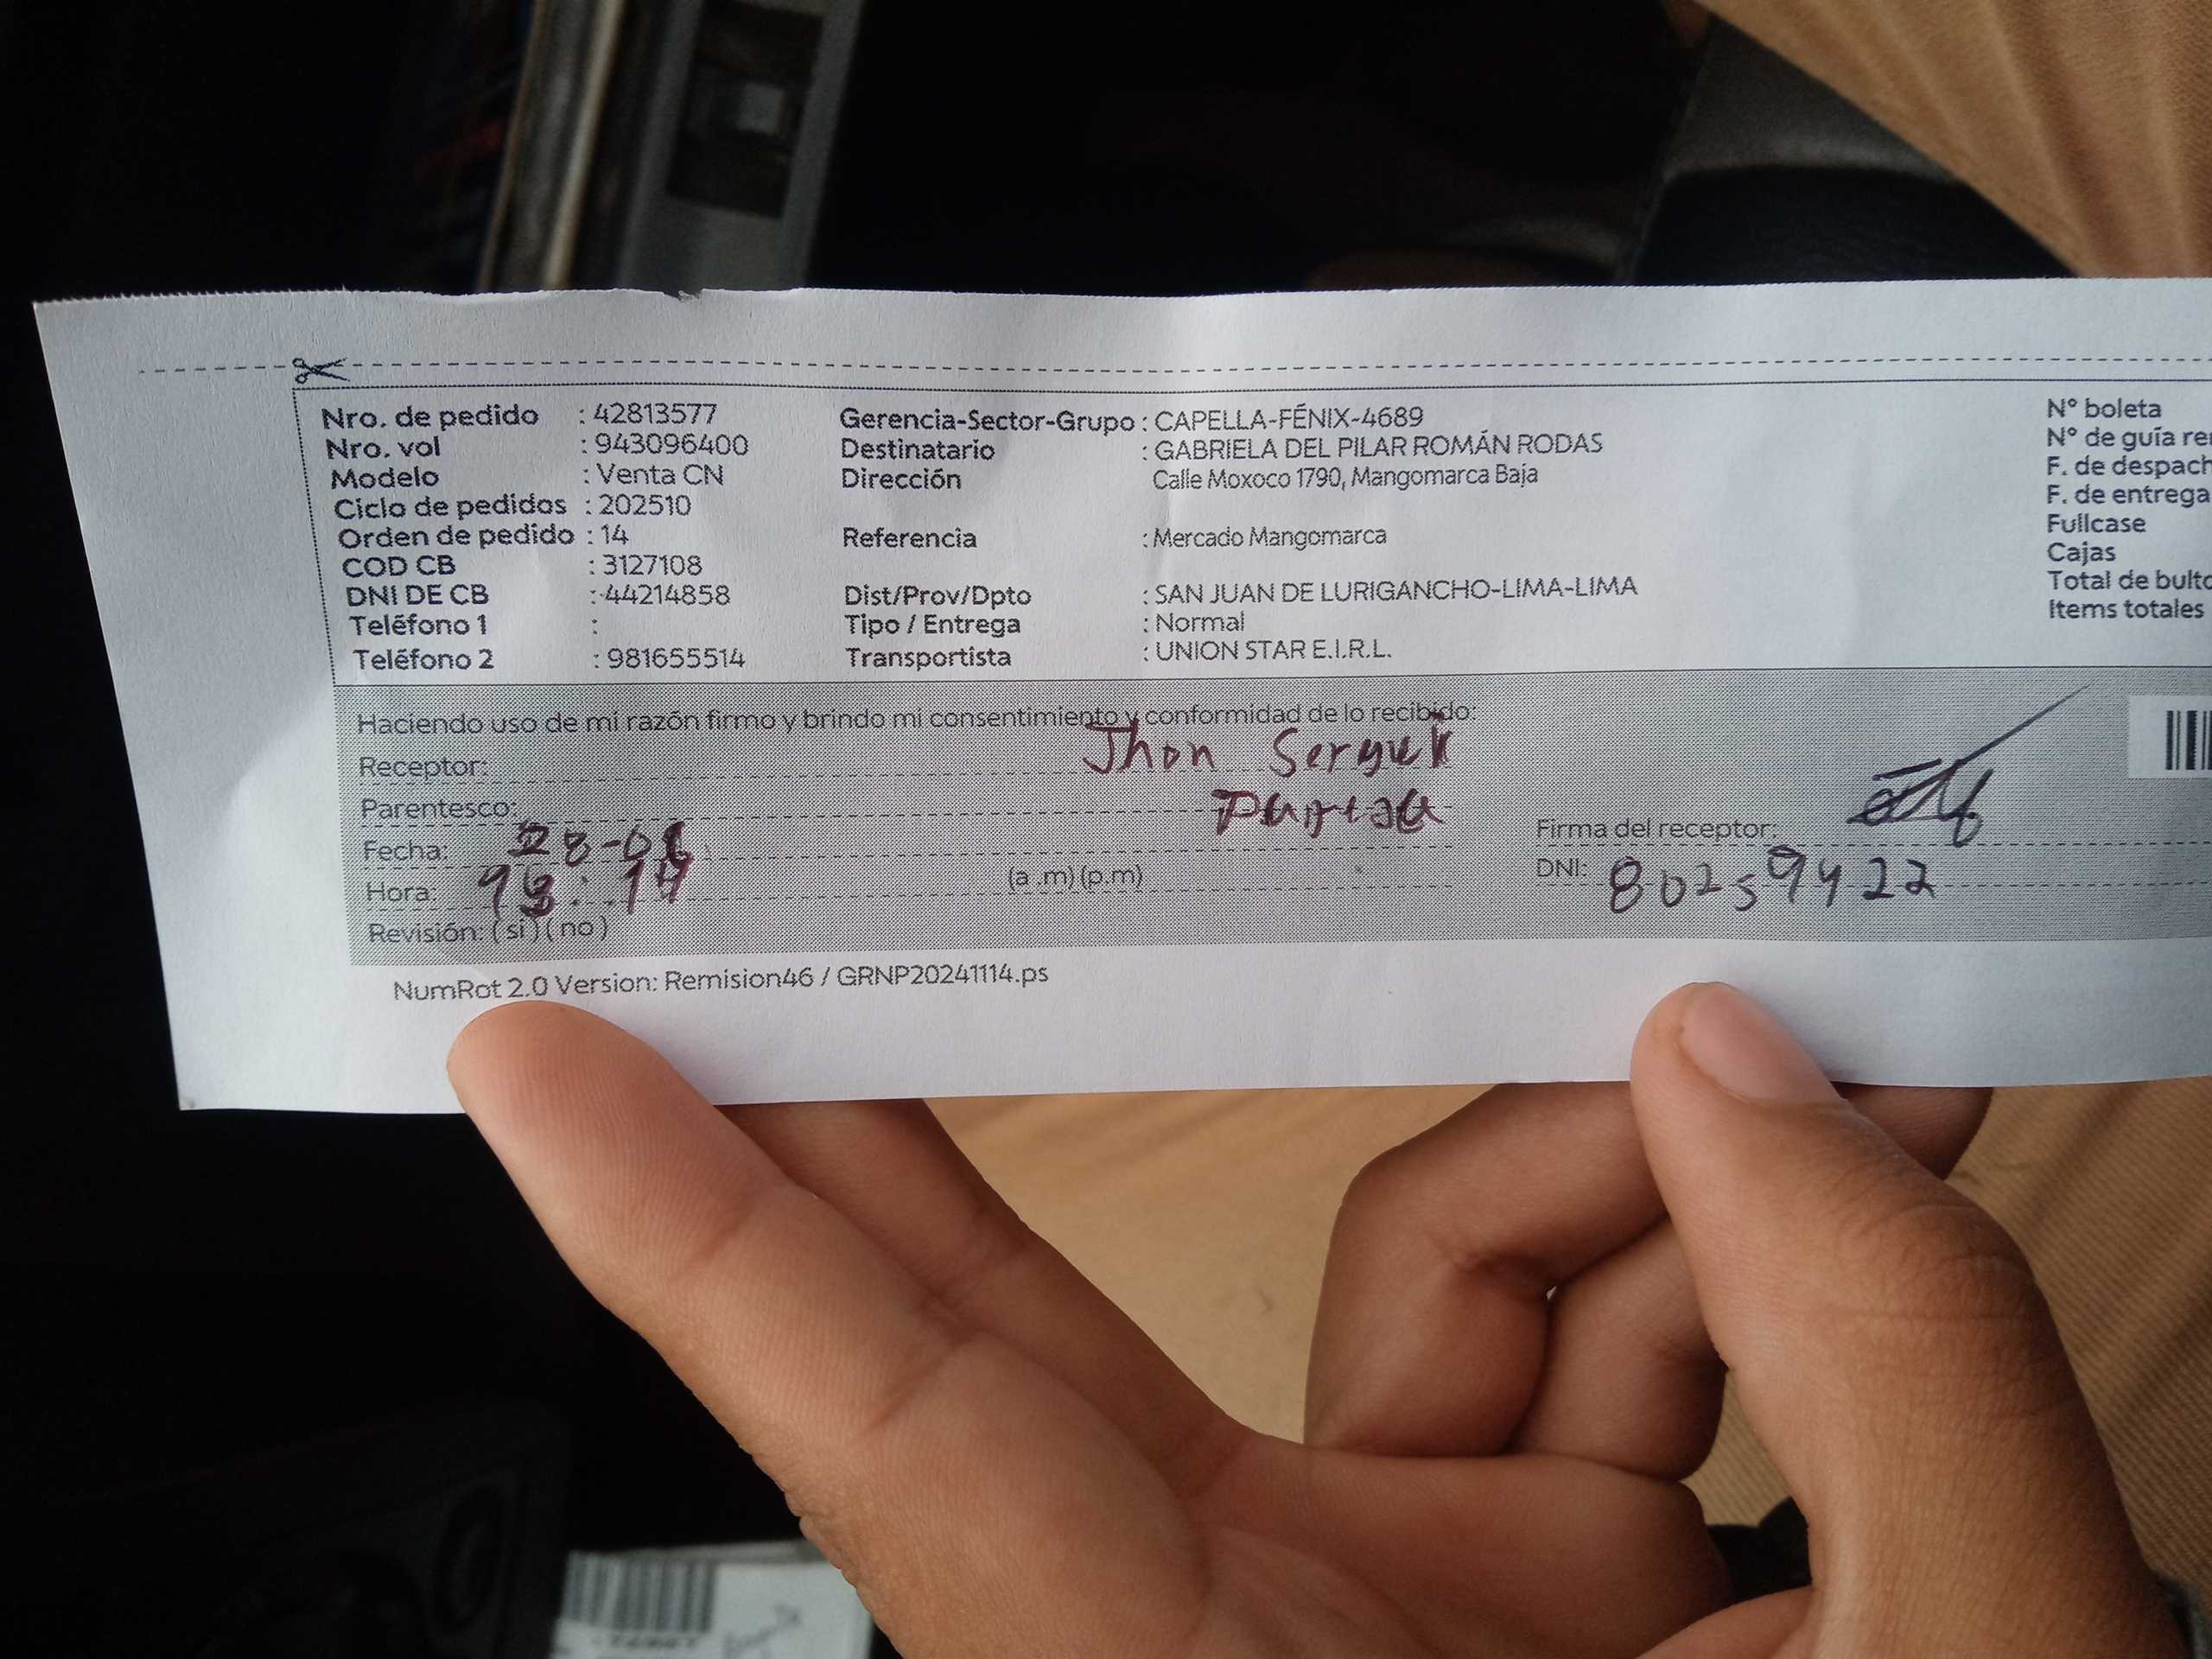 Nro. de pedido : 42813577
Nro. vol : 943096400
Modelo : Venta CN
Ciclo de pedidos : 202510
Orden de pedido : 14
COD CB : 3127108
DNI DE CB : 44214858
Teléfono 1 :
Teléfono 2 : 981655514
Gerencia-Sector-Grupo : CAPELLA-FÉNIX-4689
Destinatario : GABRIELA DEL PILAR ROMÁN RODAS
Dirección Calle Moxoco 1790, Mangomarca Baja
Referencia : Mercado Mangomarca
Dist/Prov/Dpto : SAN JUAN DE LURIGANCHO-LIMA-LIMA
Tipo / Entrega : Normal
Transportista : UNION STAR E.I.R.L.
N° boleta
N° de guía
F. de
F. de entrega
Fullcase
Cajas
Total de
Items totales
Haciendo uso de mi razón firmo y brindo mi consentimiento y conformidad de lo recibido:
Receptor: Jhon
Parentesco:
Fecha:
Hora: (a .m) (p.m)
Revisión: ( si ) ( no )
Firma del receptor:
DNI: 80259422
NumRot 2.0 Version: Remision46 / GRNP20241114.ps